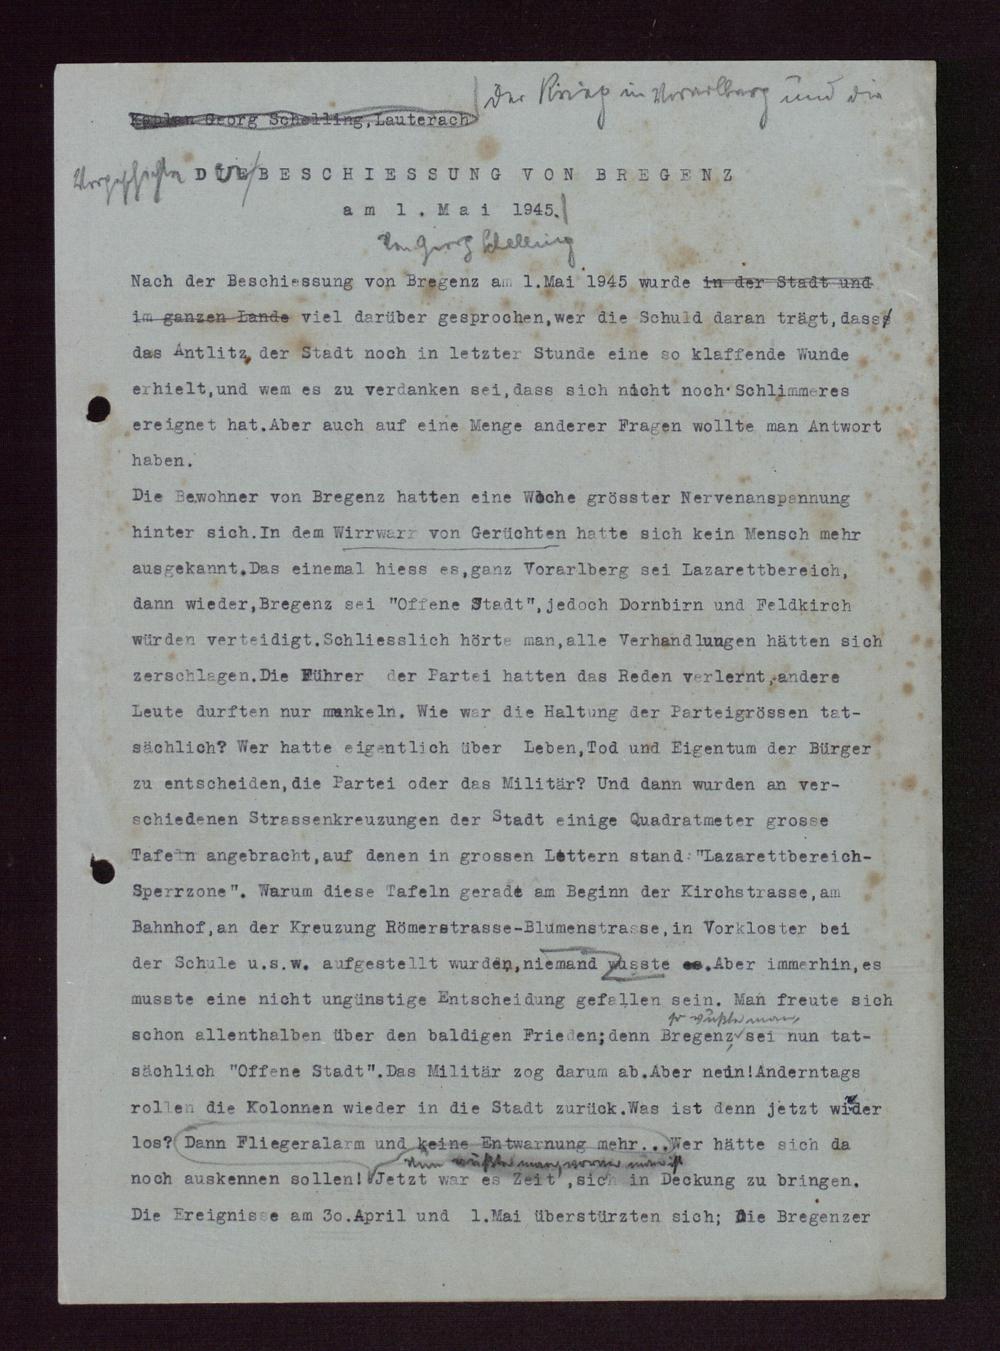 Der Krieg in Vorarlberg und die
Kaplan Georg Schelling, Lauterach
Vorgeschichte DER BESCHIESSUNG VON BREGENZ
am 1. Mai 1945.
Von Georg Schelling
Nach der Beschiessung von Bregenz am 1.Mai 1945 wurde in der Stadt und
im ganzen Lande viel darüber gesprochen,wer die Schuld daran trägt,dass
das Antlitz der Stadt noch in letzter Stunde eine so klaffende Wunde
erhielt,und wem es zu verdanken sei,dass sich nicht noch Schlimmeres
ereignet hat.Aber auch auf eine Menge anderer Fragen wollte man Antwort
haben.
Die Bewohner von Bregenz hatten eine Woche grösster Nervenanspannung
hinter sich.In dem Wirrwarr von Gerüchten hatte sich kein Mensch mehr
ausgekannt.Das einemal hiess es,ganz Vorarlberg sei Lazarettbereich,
dann wieder,Bregenz sei "Offene Stadt",jedoch Dornbirn und Feldkirch
würden verteidigt.Schliesslich hörte man,alle Verhandlungen hätten sich
zerschlagen.Die Führer der Partei hatten das Reden verlernt,andere
Leute durften nur munkeln. Wie war die Haltung der Parteigrössen tat-
sächlich? Wer hatte eigentlich über Leben,Tod und Eigentum der Bürger
zu entscheiden,die Partei oder das Militär? Und dann wurden an ver-
schiedenen Strassenkreuzungen der Stadt einige Quadratmeter grosse
Tafeln angebracht,auf denen in grossen Lettern stand:"Lazarettbereich-
Sperrzone". Warum diese Tafeln gerade am Beginn der Kirchstrasse,am
Bahnhof,an der Kreuzung Römerstrasse-Blumenstrasse,in Vorkloster bei
der Schule u.s.w. aufgestellt wurden,niemand wusste es.Aber immerhin,es
musste eine nicht ungünstige Entscheidung gefallen sein. Man freute sich
so wußte man,
schon allenthalben über den baldigen Frieden;denn Bregenz sei nun tat-
sächlich "Offene Stadt".Das Militär zog darum ab.Aber nein!Anderntags
rollen die Kolonnen wieder in die Stadt zurück.Was ist denn jetzt wieder
los? Dann Fliegeralarm und keine Entwarnung mehr...Wer hätte sich da
noch auskennen sollen! Jetzt war es Zeit ,sich in Deckung zu bringen.
Die Ereignisse am 30.April und 1.Mai überstürzten sich; Die Bregenzer